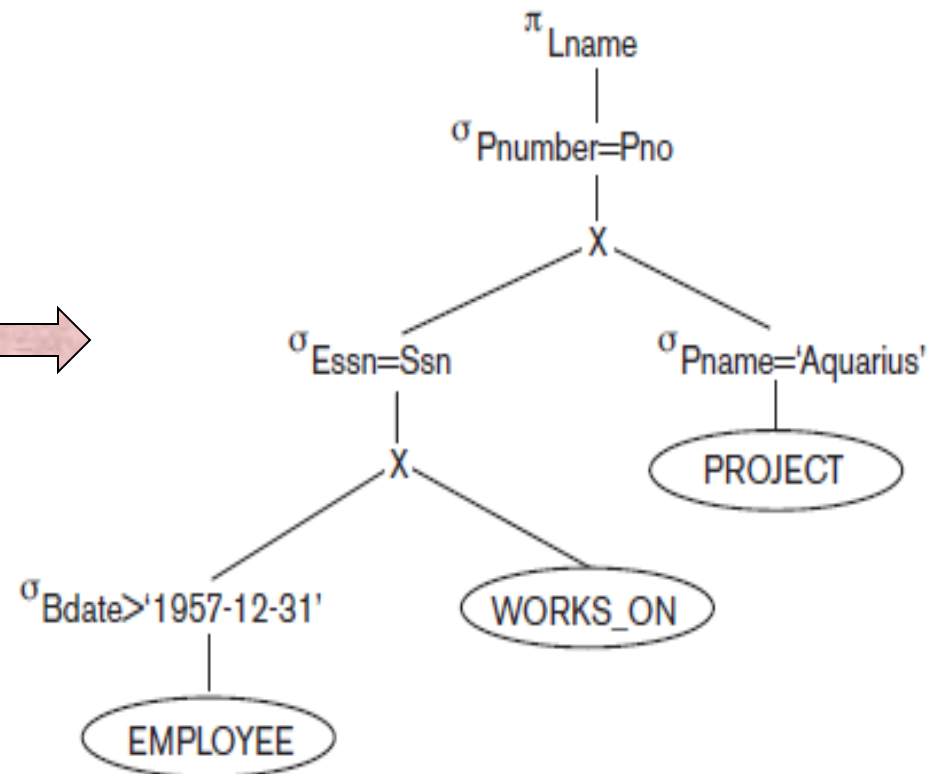 π Lname
σ Pnumber=Pno
X
σ Essn=Ssn
σ Pname=‘Aquarius’
X
PROJECT
σ Bdate>‘1957-12-31’
WORKS_ON
EMPLOYEE